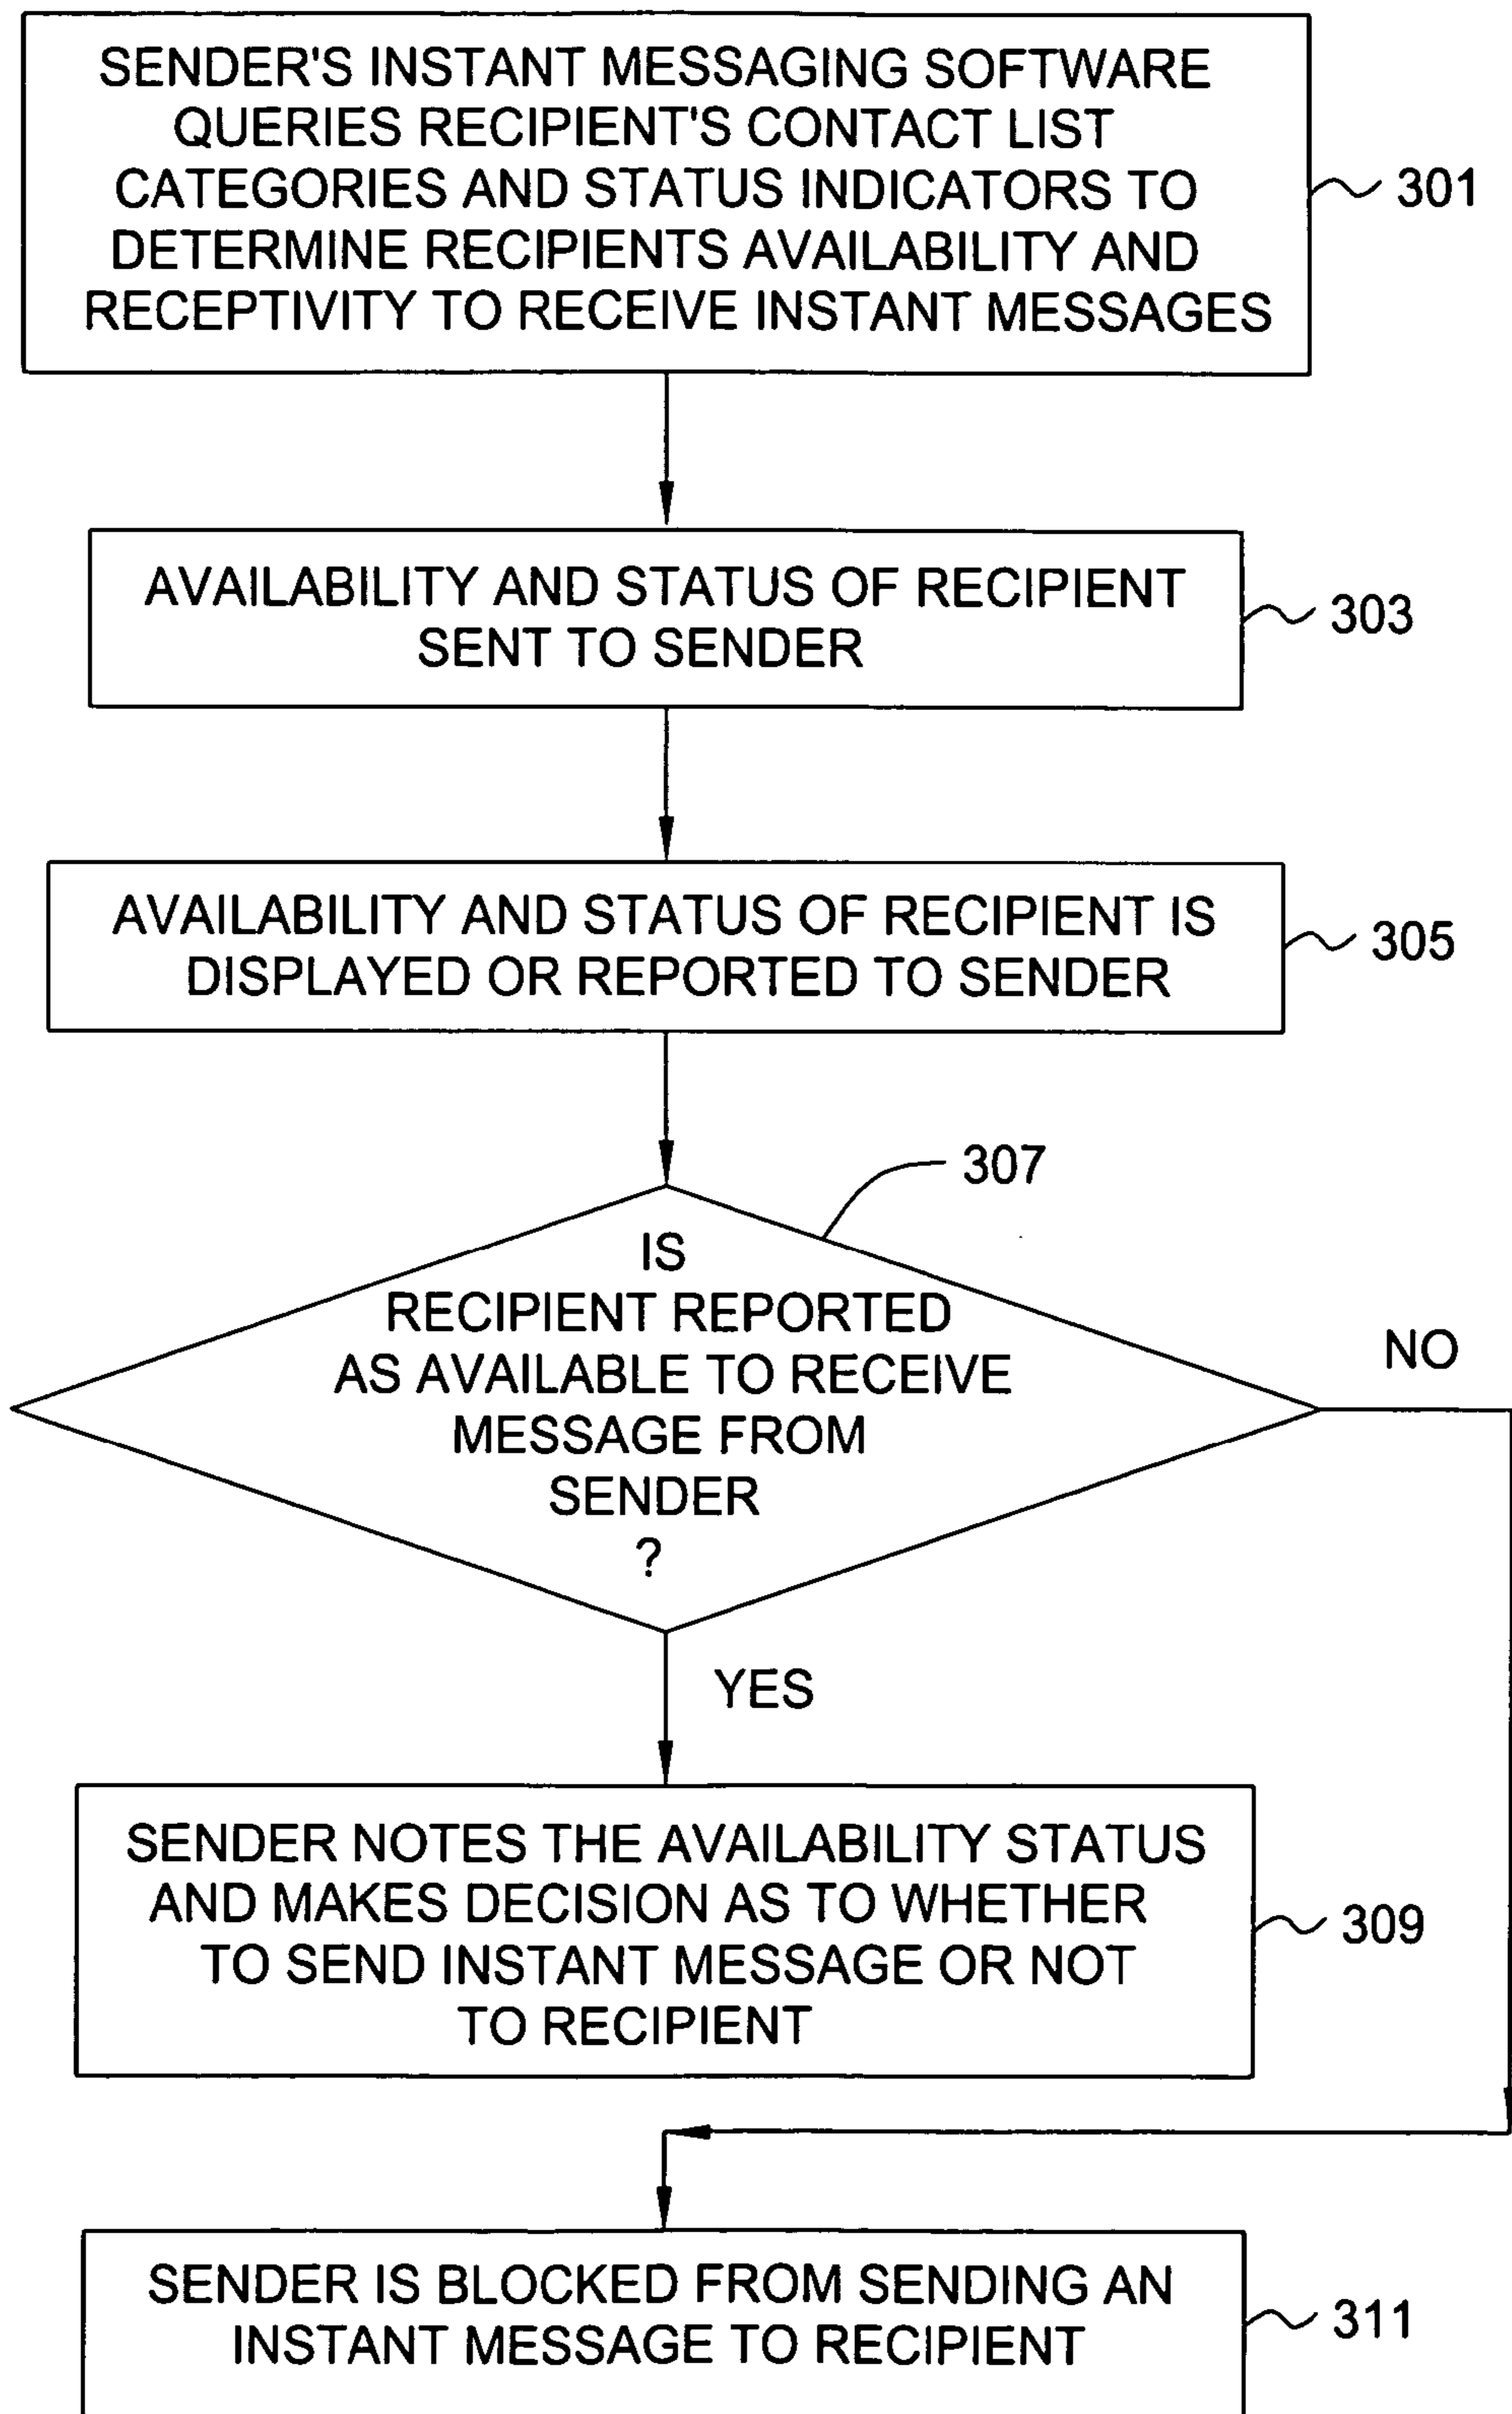 SENDER'S INSTANT MESSAGING SOFTWARE
QUERIES RECIPIENT'S CONTACT LIST
CATEGORIES AND STATUS INDICATORS TO
DETERMINE RECIPIENTS AVAILABILITY AND
RECEPTIVITY TO RECEIVE INSTANT MESSAGES
301
AVAILABILITY AND STATUS OF RECIPIENT
SENT TO SENDER
303
AVAILABILITY AND STATUS OF RECIPIENT IS
DISPLAYED OR REPORTED TO SENDER
305
307
IS
RECIPIENT REPORTED
AS AVAILABLE TO RECEIVE
MESSAGE FROM
SENDER
?
NO
YES
SENDER NOTES THE AVAILABILITY STATUS
AND MAKES DECISION AS TO WHETHER
TO SEND INSTANT MESSAGE OR NOT
TO RECIPIENT
309
SENDER IS BLOCKED FROM SENDING AN
INSTANT MESSAGE TO RECIPIENT
311